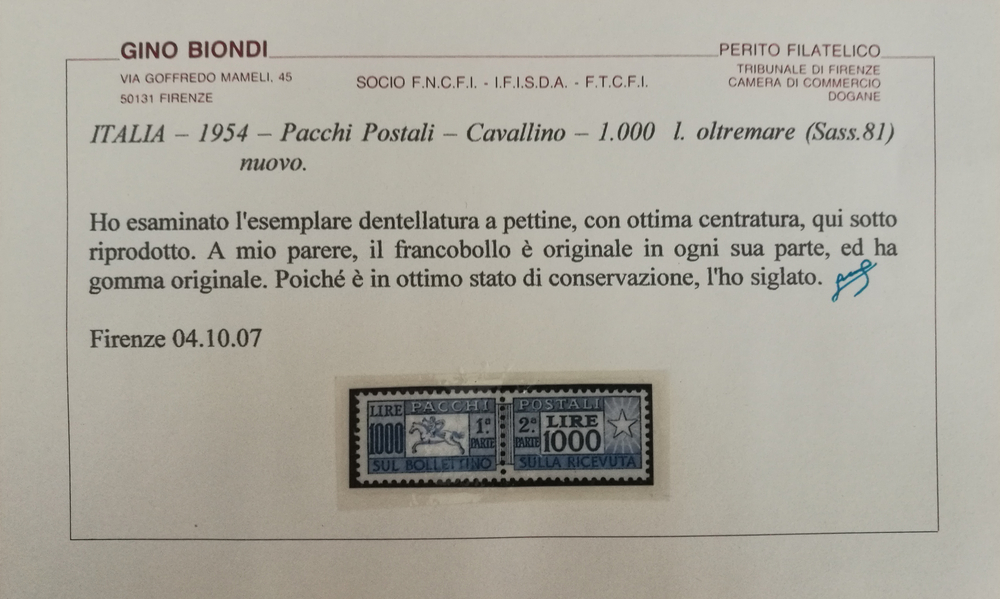 GINO BIONDI
VIA GOFFREDO MAMELI, 45
50131 FIRENZE
SOCIO F.N.C.F.I. - I.F.I.S.D.A. - F.T.C.F.I.
PERITO FILATELICO
TRIBUNALE DI FIRENZE
CAMERA DI COMMERCIO
DOGANE
ITALIA – 1954 – Pacchi Postali – Cavallino – 1.000 l. oltremare (Sass.81)
nuovo.
Ho esaminato l'esemplare dentellatura a pettine, con ottima centratura, qui sotto
riprodotto. A mio parere, il francobollo è originale in ogni sua parte, ed ha
gomma originale. Poiché è in ottimo stato di conservazione, l'ho siglato.
Firenze 04.10.07
LIRE PACCHI
1000 1ª
PARTE
SUL BOLLETTINO
POSTALI
2ª LIRE
PARTE 1000
SULLA RICEVUTA